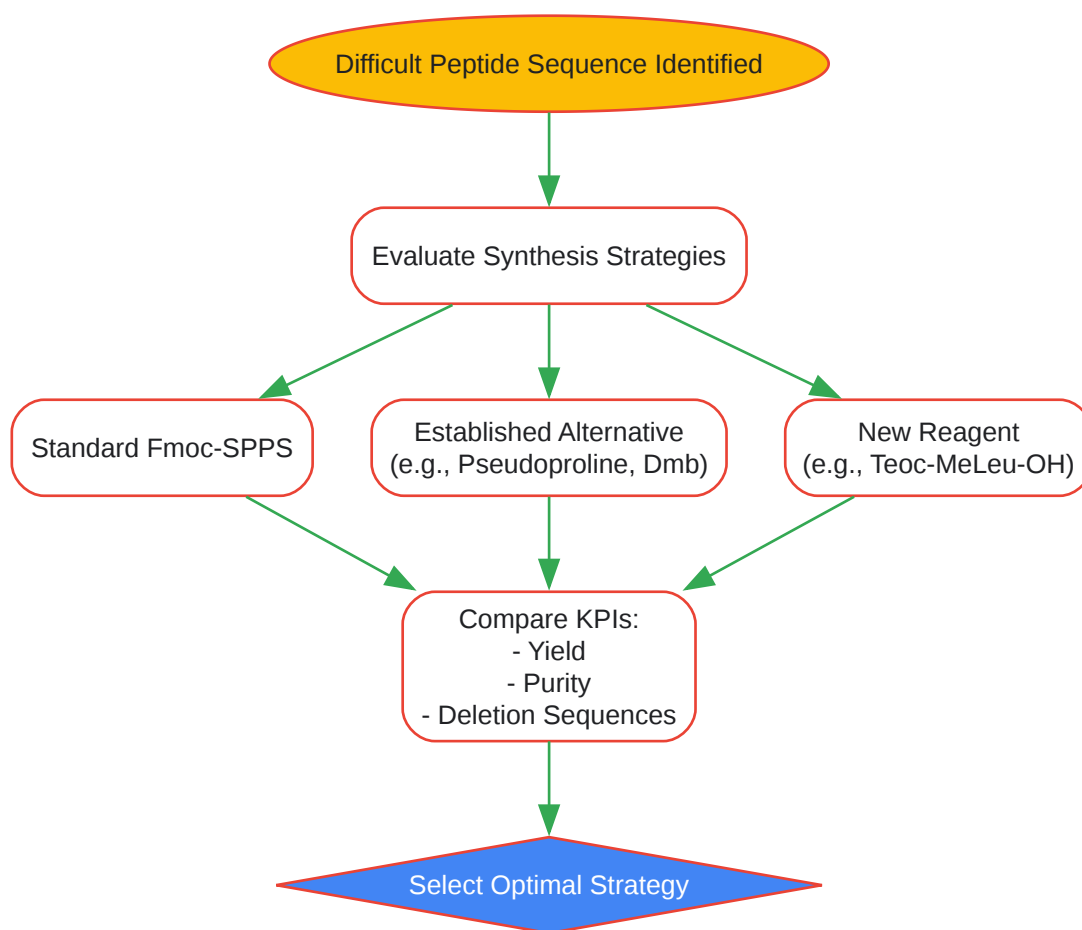 Difficult Peptide Sequence Identified
Evaluate Synthesis Strategies
Standard Fmoc-SPPS
Established Alternative
(e.g., Pseudoproline, Dmb)
New Reagent
(e.g., Teoc-MeLeu-OH)
Compare KPIs:
- Yield
- Purity
- Deletion Sequences
Select Optimal Strategy